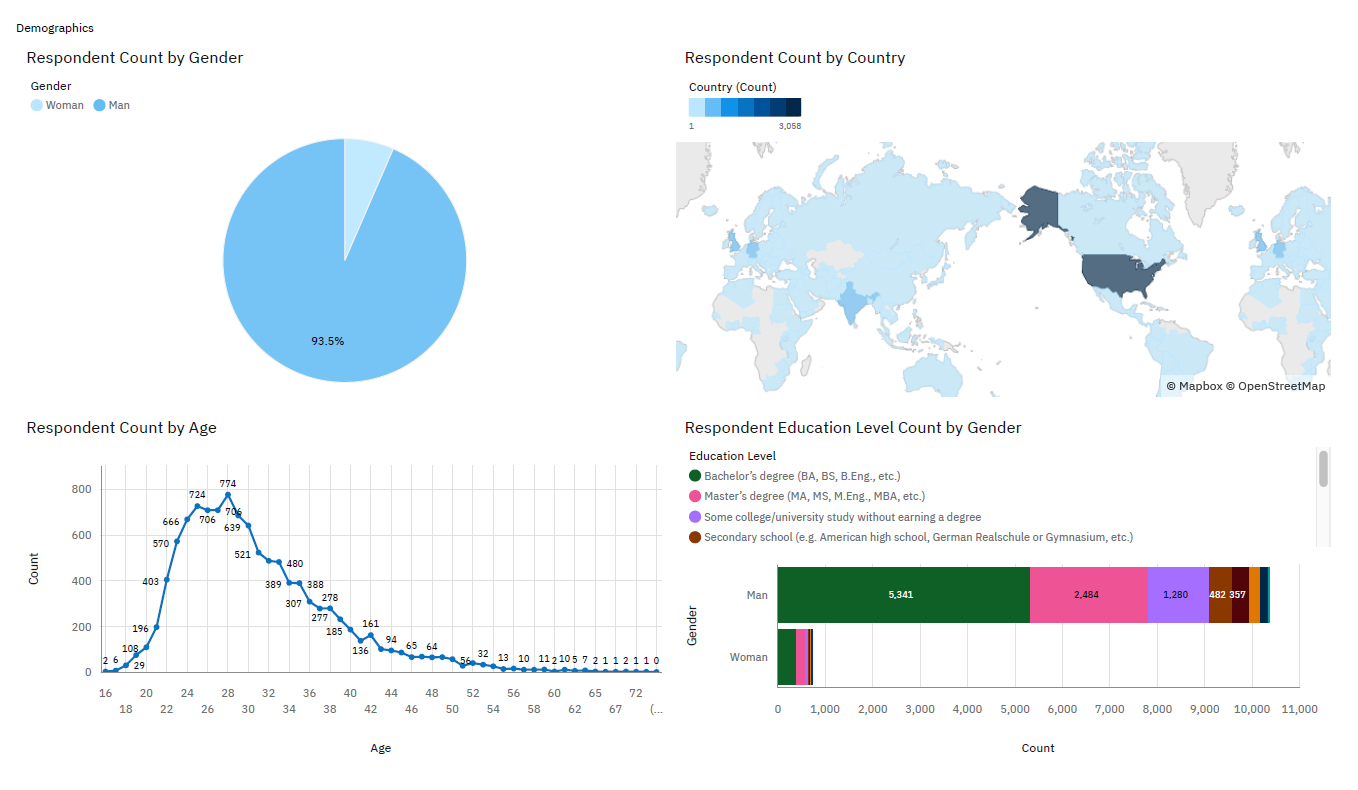 Demographics
Respondent Count by Gender
Gender
Woman Man
93.5%
Respondent Count by Country
Country (Count)
1 3,058
© Mapbox © OpenStreetMap
Respondent Count by Age
Count
800
600
400
200
0
2 6 108 29 196 403 570 666 724 706 774 706 639 521 389 480 307 388 277 278 185 136 161 94 65 64 56 32 13 10 11 2 10 5 7 2 1 1 2 1 1 0
16 20 24 28 32 36 40 44 48 52 56 60 65 72
18 22 26 30 34 38 42 46 50 54 58 62 67 (...
Age
Respondent Education Level Count by Gender
Education Level
Bachelor’s degree (BA, BS, B.Eng., etc.)
Master’s degree (MA, MS, M.Eng., MBA, etc.)
Some college/university study without earning a degree
Secondary school (e.g. American high school, German Realschule or Gymnasium, etc.)
Gender
Man 5,341 2,484 1,280 482 357
Woman
0 1,000 2,000 3,000 4,000 5,000 6,000 7,000 8,000 9,000 10,000 11,000
Count